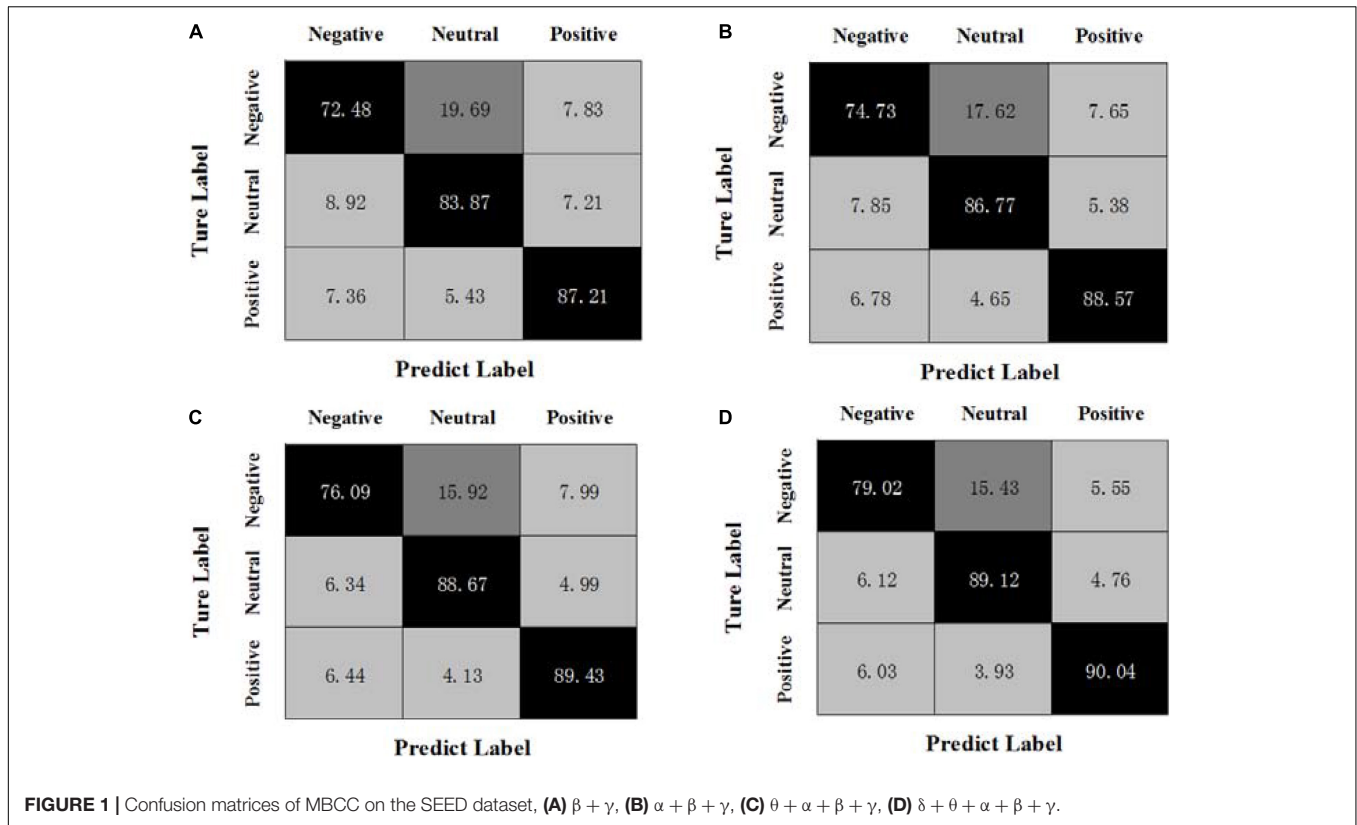 A
Negative Neutral Positive
Ture Label
Negative 72.48 19.69 7.83
Neutral 8.92 83.87 7.21
Positive 7.36 5.43 87.21
Predict Label
B
Negative Neutral Positive
Ture Label
Negative 74.73 17.62 7.65
Neutral 7.85 86.77 5.38
Positive 6.78 4.65 88.57
Predict Label
C
Negative Neutral Positive
Ture Label
Negative 76.09 15.92 7.99
Neutral 6.34 88.67 4.99
Positive 6.44 4.13 89.43
Predict Label
D
Negative Neutral Positive
Ture Label
Negative 79.02 15.43 5.55
Neutral 6.12 89.12 4.76
Positive 6.03 3.93 90.04
Predict Label
FIGURE 1 | Confusion matrices of MBCC on the SEED dataset, (A) β + γ, (B) α + β + γ, (C) θ + α + β + γ, (D) δ + θ + α + β + γ.